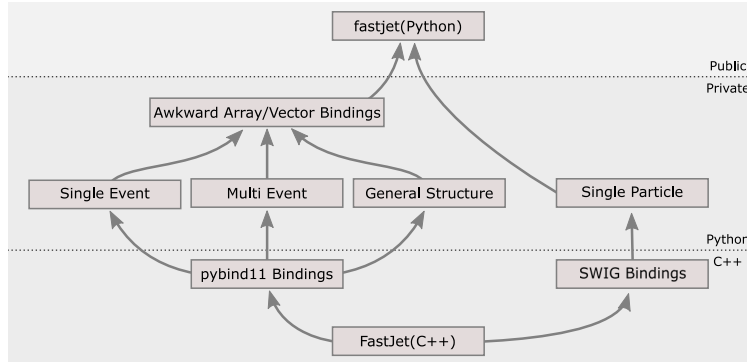 fastjet(Python)
Public
Private
Awkward Array/Vector Bindings
Single Event
Multi Event
General Structure
Single Particle
Python
C++
pybind11 Bindings
SWIG Bindings
FastJet(C++)